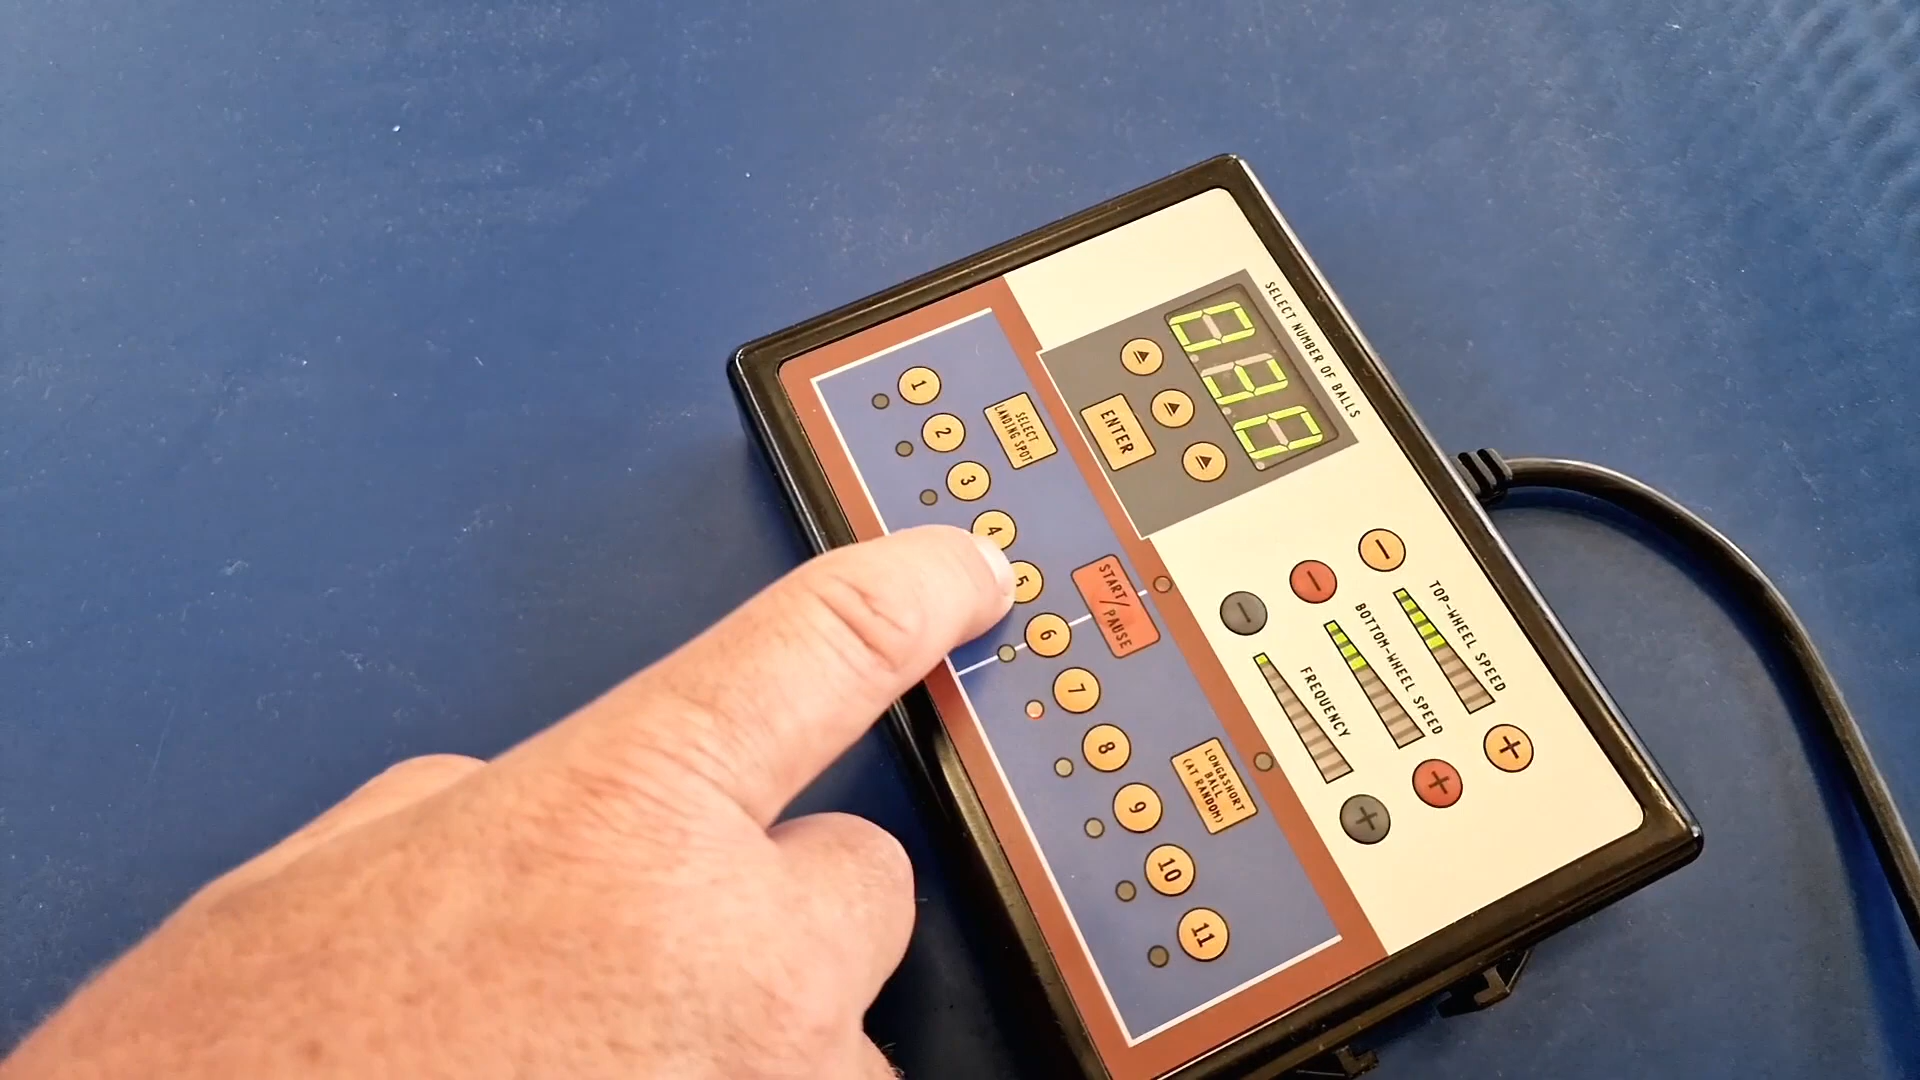 SELECT NUMBER OF BALLS
030
ENTER
TOP-WHEEL SPEED
BOTTOM-WHEEL SPEED
FREQUENCY
SELECT
LANDING SPOT
START/
PAUSE
LONG&SHORT
BALL
(AT RANDOM)
1
2
3
4
5
6
7
8
9
10
11